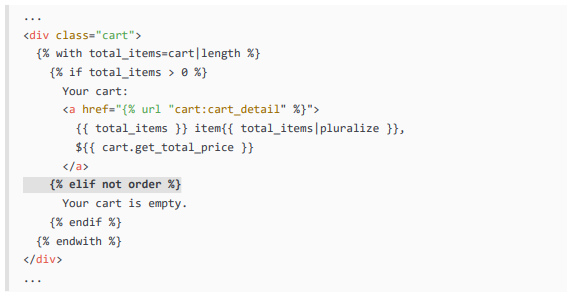 ...
<div class="cart">
  {% with total_items=cart|length %}
    {% if total_items > 0 %}
      Your cart:
      <a href="{% url "cart:cart_detail" %}">
        {{ total_items }} item{{ total_items|pluralize }},
        ${{ cart.get_total_price }}
      </a>
    {% elif not order %}
      Your cart is empty.
    {% endif %}
  {% endwith %}
</div>
...